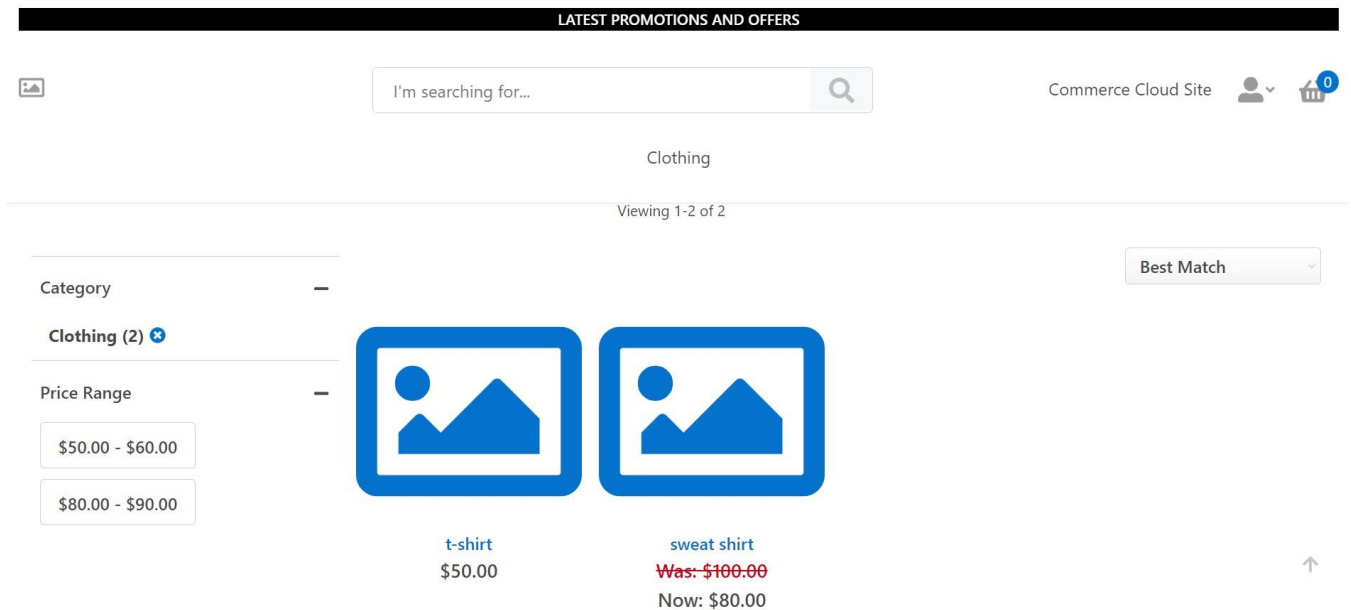 LATEST PROMOTIONS AND OFFERS
I'm searching for...
Commerce Cloud Site
0
Clothing
Viewing 1-2 of 2
Best Match
Category
Clothing (2)
Price Range
$50.00 - $60.00
$80.00 - $90.00
t-shirt
$50.00
sweat shirt
Was: $100.00
Now: $80.00